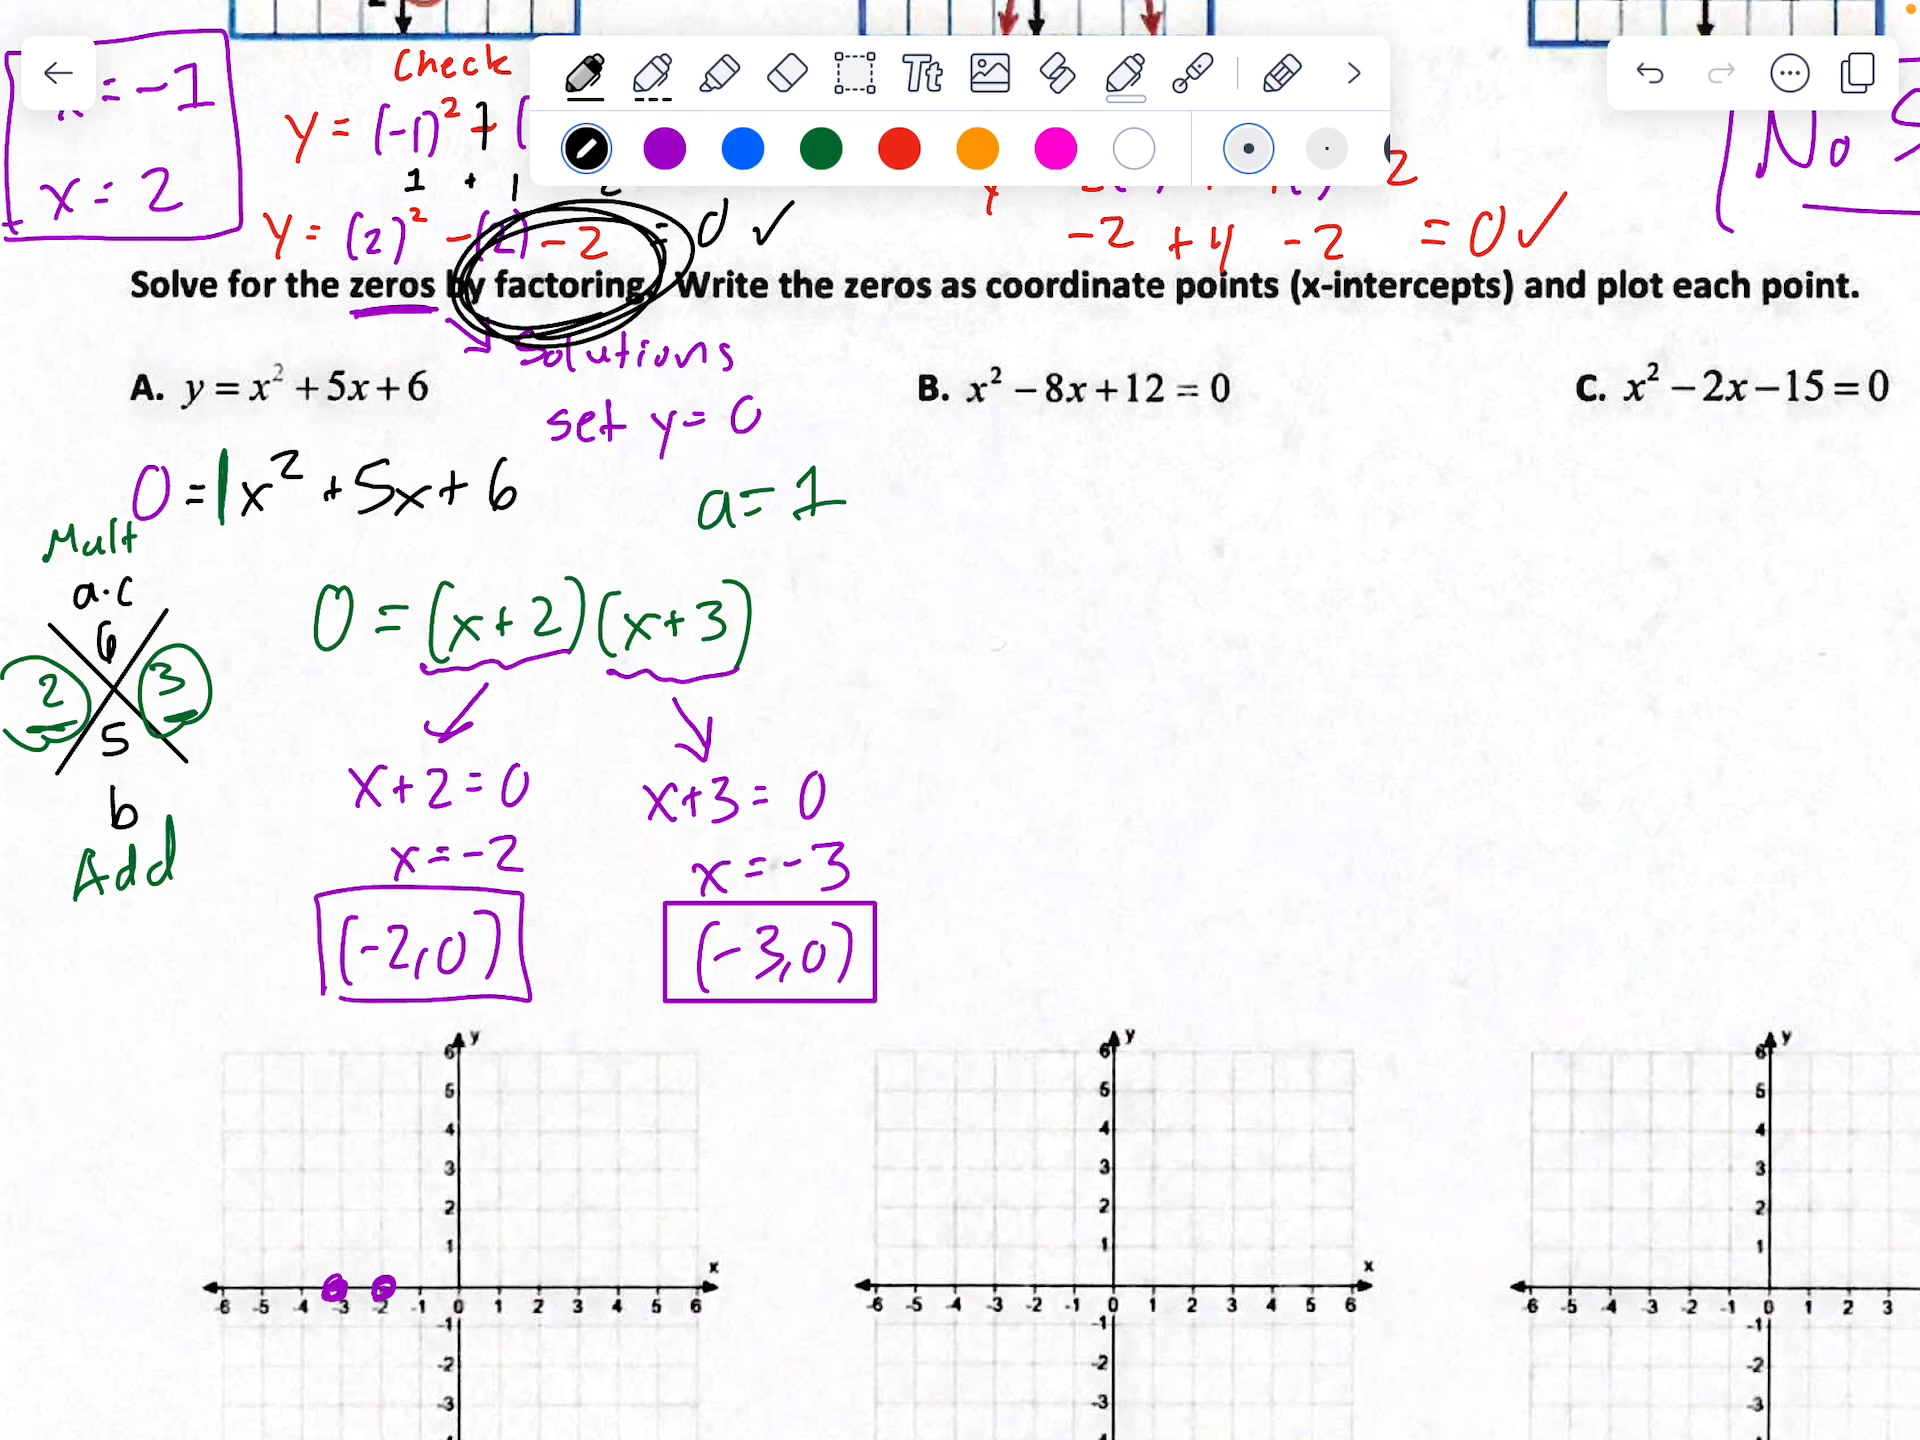 Check
= -1
y = (-1)² + (
x = 2
1 + 1
2
y = (2)² - (2) - 2 = 0 ✓
-2 + 4 - 2 = 0 ✓
No S
Tt
Solve for the zeros by factoring. Write the zeros as coordinate points (x-intercepts) and plot each point.
solutions
A. y = x² + 5x + 6
B. x² − 8x + 12 = 0
C. x² − 2x − 15 = 0
set y = 0
0 = 1x² + 5x + 6
a = 1
Mult
a·c
6
2 3
5
b
Add
0 = (x+2)(x+3)
x+2 = 0 x+3 = 0
x = -2 x = -3
(-2,0) (-3,0)
y y y
6 6 6
5 5 5
4 4 4
3 3 3
2 2 2
1 1 1
x x
-6 -5 -4 -3 -2 -1 0 1 2 3 4 5 6
-6 -5 -4 -3 -2 -1 0 1 2 3 4 5 6
-6 -5 -4 -3 -2 -1 0 1 2 3
-1 -1 -1
-2 -2 -2
-3 -3 -3